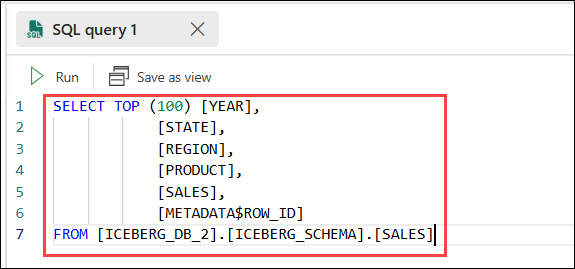 SQL SQL query 1
Run Save as view
1 SELECT TOP (100) [YEAR],
2 [STATE],
3 [REGION],
4 [PRODUCT],
5 [SALES],
6 [METADATA$ROW_ID]
7 FROM [ICEBERG_DB_2].[ICEBERG_SCHEMA].[SALES]